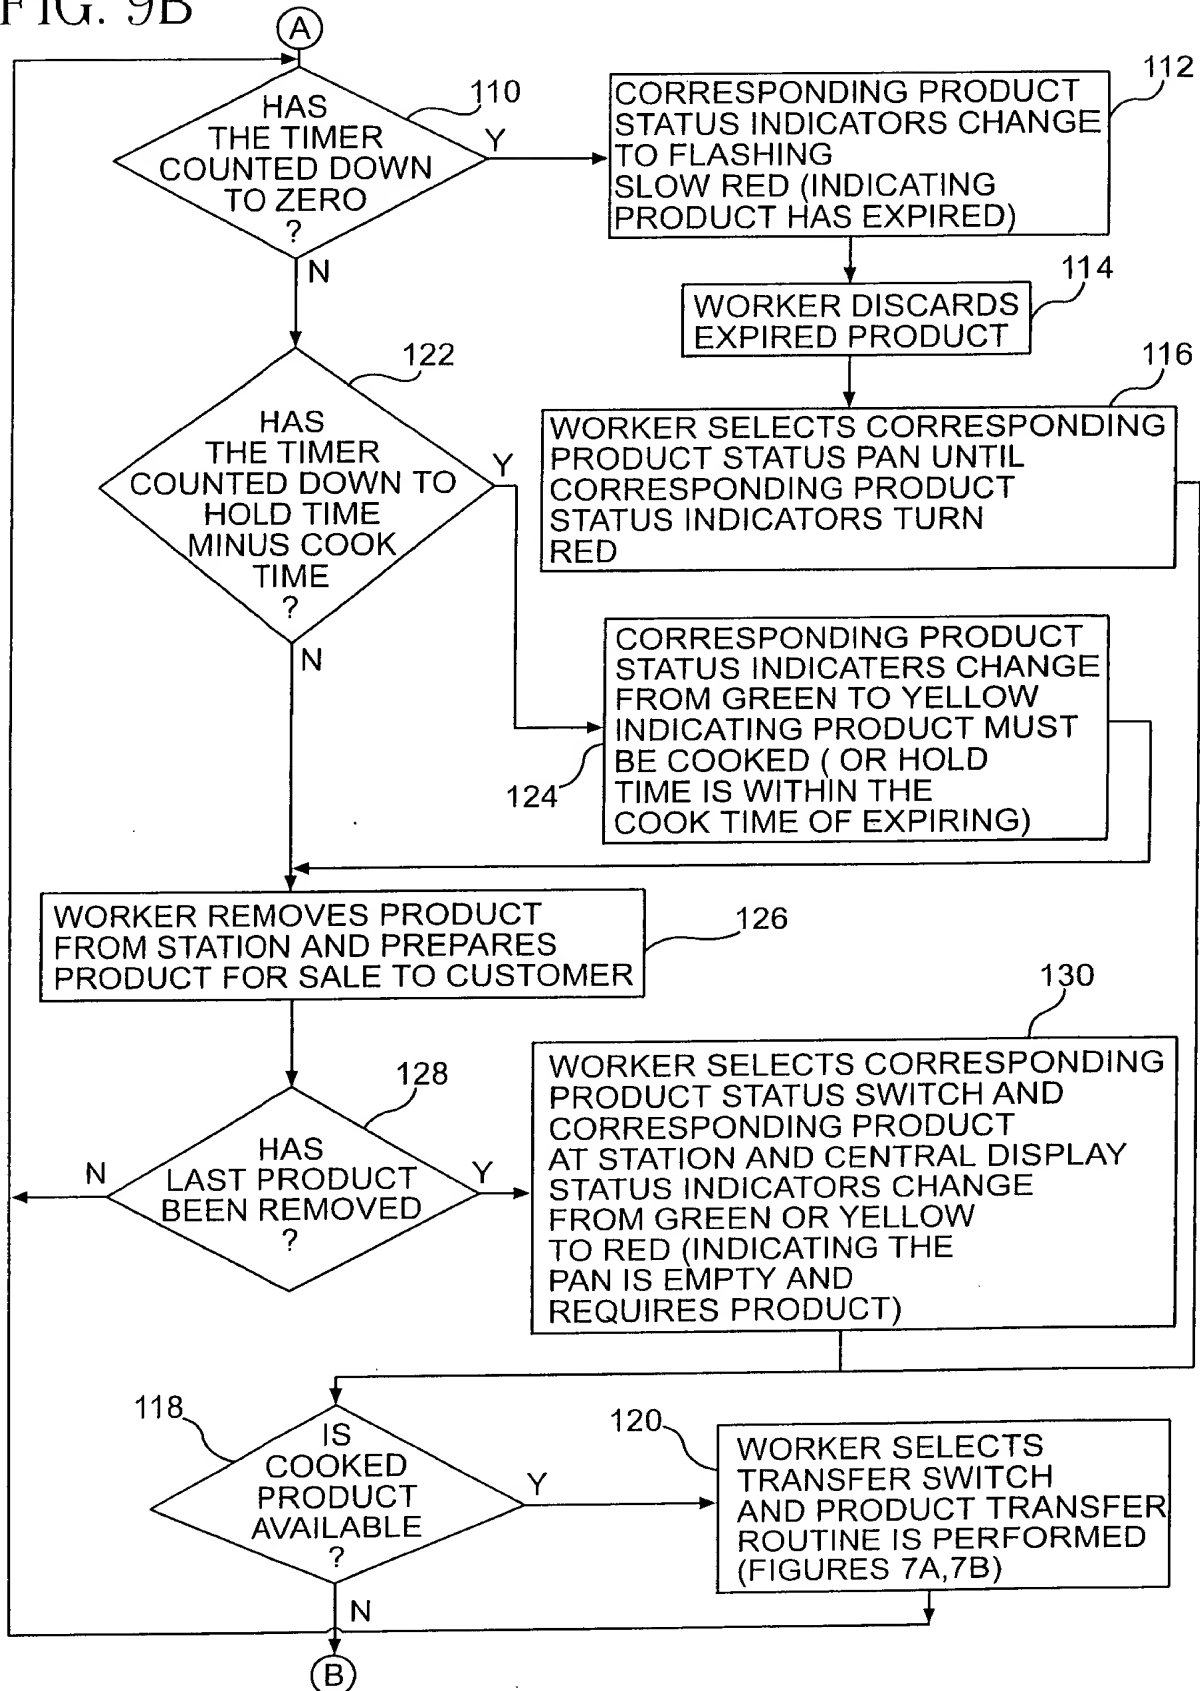 FIG. 9B
A
110
HAS
THE TIMER
COUNTED DOWN
TO ZERO
?
Y
N
112
CORRESPONDING PRODUCT
STATUS INDICATORS CHANGE
TO FLASHING
SLOW RED (INDICATING
PRODUCT HAS EXPIRED)
114
WORKER DISCARDS
EXPIRED PRODUCT
116
WORKER SELECTS CORRESPONDING
PRODUCT STATUS PAN UNTIL
CORRESPONDING PRODUCT
STATUS INDICATORS TURN
RED
122
HAS
THE TIMER
COUNTED DOWN TO
HOLD TIME
MINUS COOK
TIME
?
Y
N
CORRESPONDING PRODUCT
STATUS INDICATERS CHANGE
FROM GREEN TO YELLOW
INDICATING PRODUCT MUST
BE COOKED ( OR HOLD
TIME IS WITHIN THE
COOK TIME OF EXPIRING)
124
WORKER REMOVES PRODUCT
FROM STATION AND PREPARES
PRODUCT FOR SALE TO CUSTOMER
126
128
HAS
LAST PRODUCT
BEEN REMOVED
?
N
Y
130
WORKER SELECTS CORRESPONDING
PRODUCT STATUS SWITCH AND
CORRESPONDING PRODUCT
AT STATION AND CENTRAL DISPLAY
STATUS INDICATORS CHANGE
FROM GREEN OR YELLOW
TO RED (INDICATING THE
PAN IS EMPTY AND
REQUIRES PRODUCT)
118
IS
COOKED
PRODUCT
AVAILABLE
?
Y
N
120
WORKER SELECTS
TRANSFER SWITCH
AND PRODUCT TRANSFER
ROUTINE IS PERFORMED
(FIGURES 7A,7B)
B